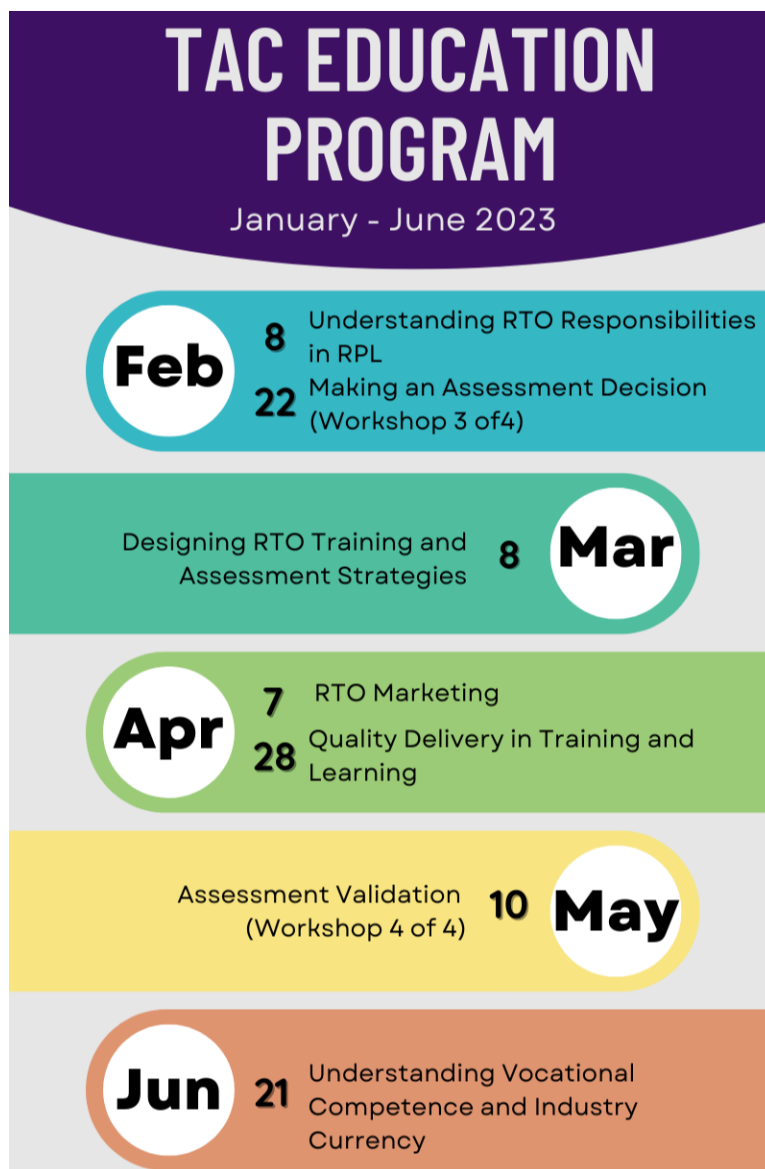 TAC EDUCATION
PROGRAM
January - June 2023
Feb
8
Understanding RTO Responsibilities
in RPL
22
Making an Assessment Decision
(Workshop 3 of4)
Designing RTO Training and
Assessment Strategies
8
Mar
Apr
7
RTO Marketing
28
Quality Delivery in Training and
Learning
Assessment Validation
(Workshop 4 of 4)
10
May
Jun
21
Understanding Vocational
Competence and Industry
Currency